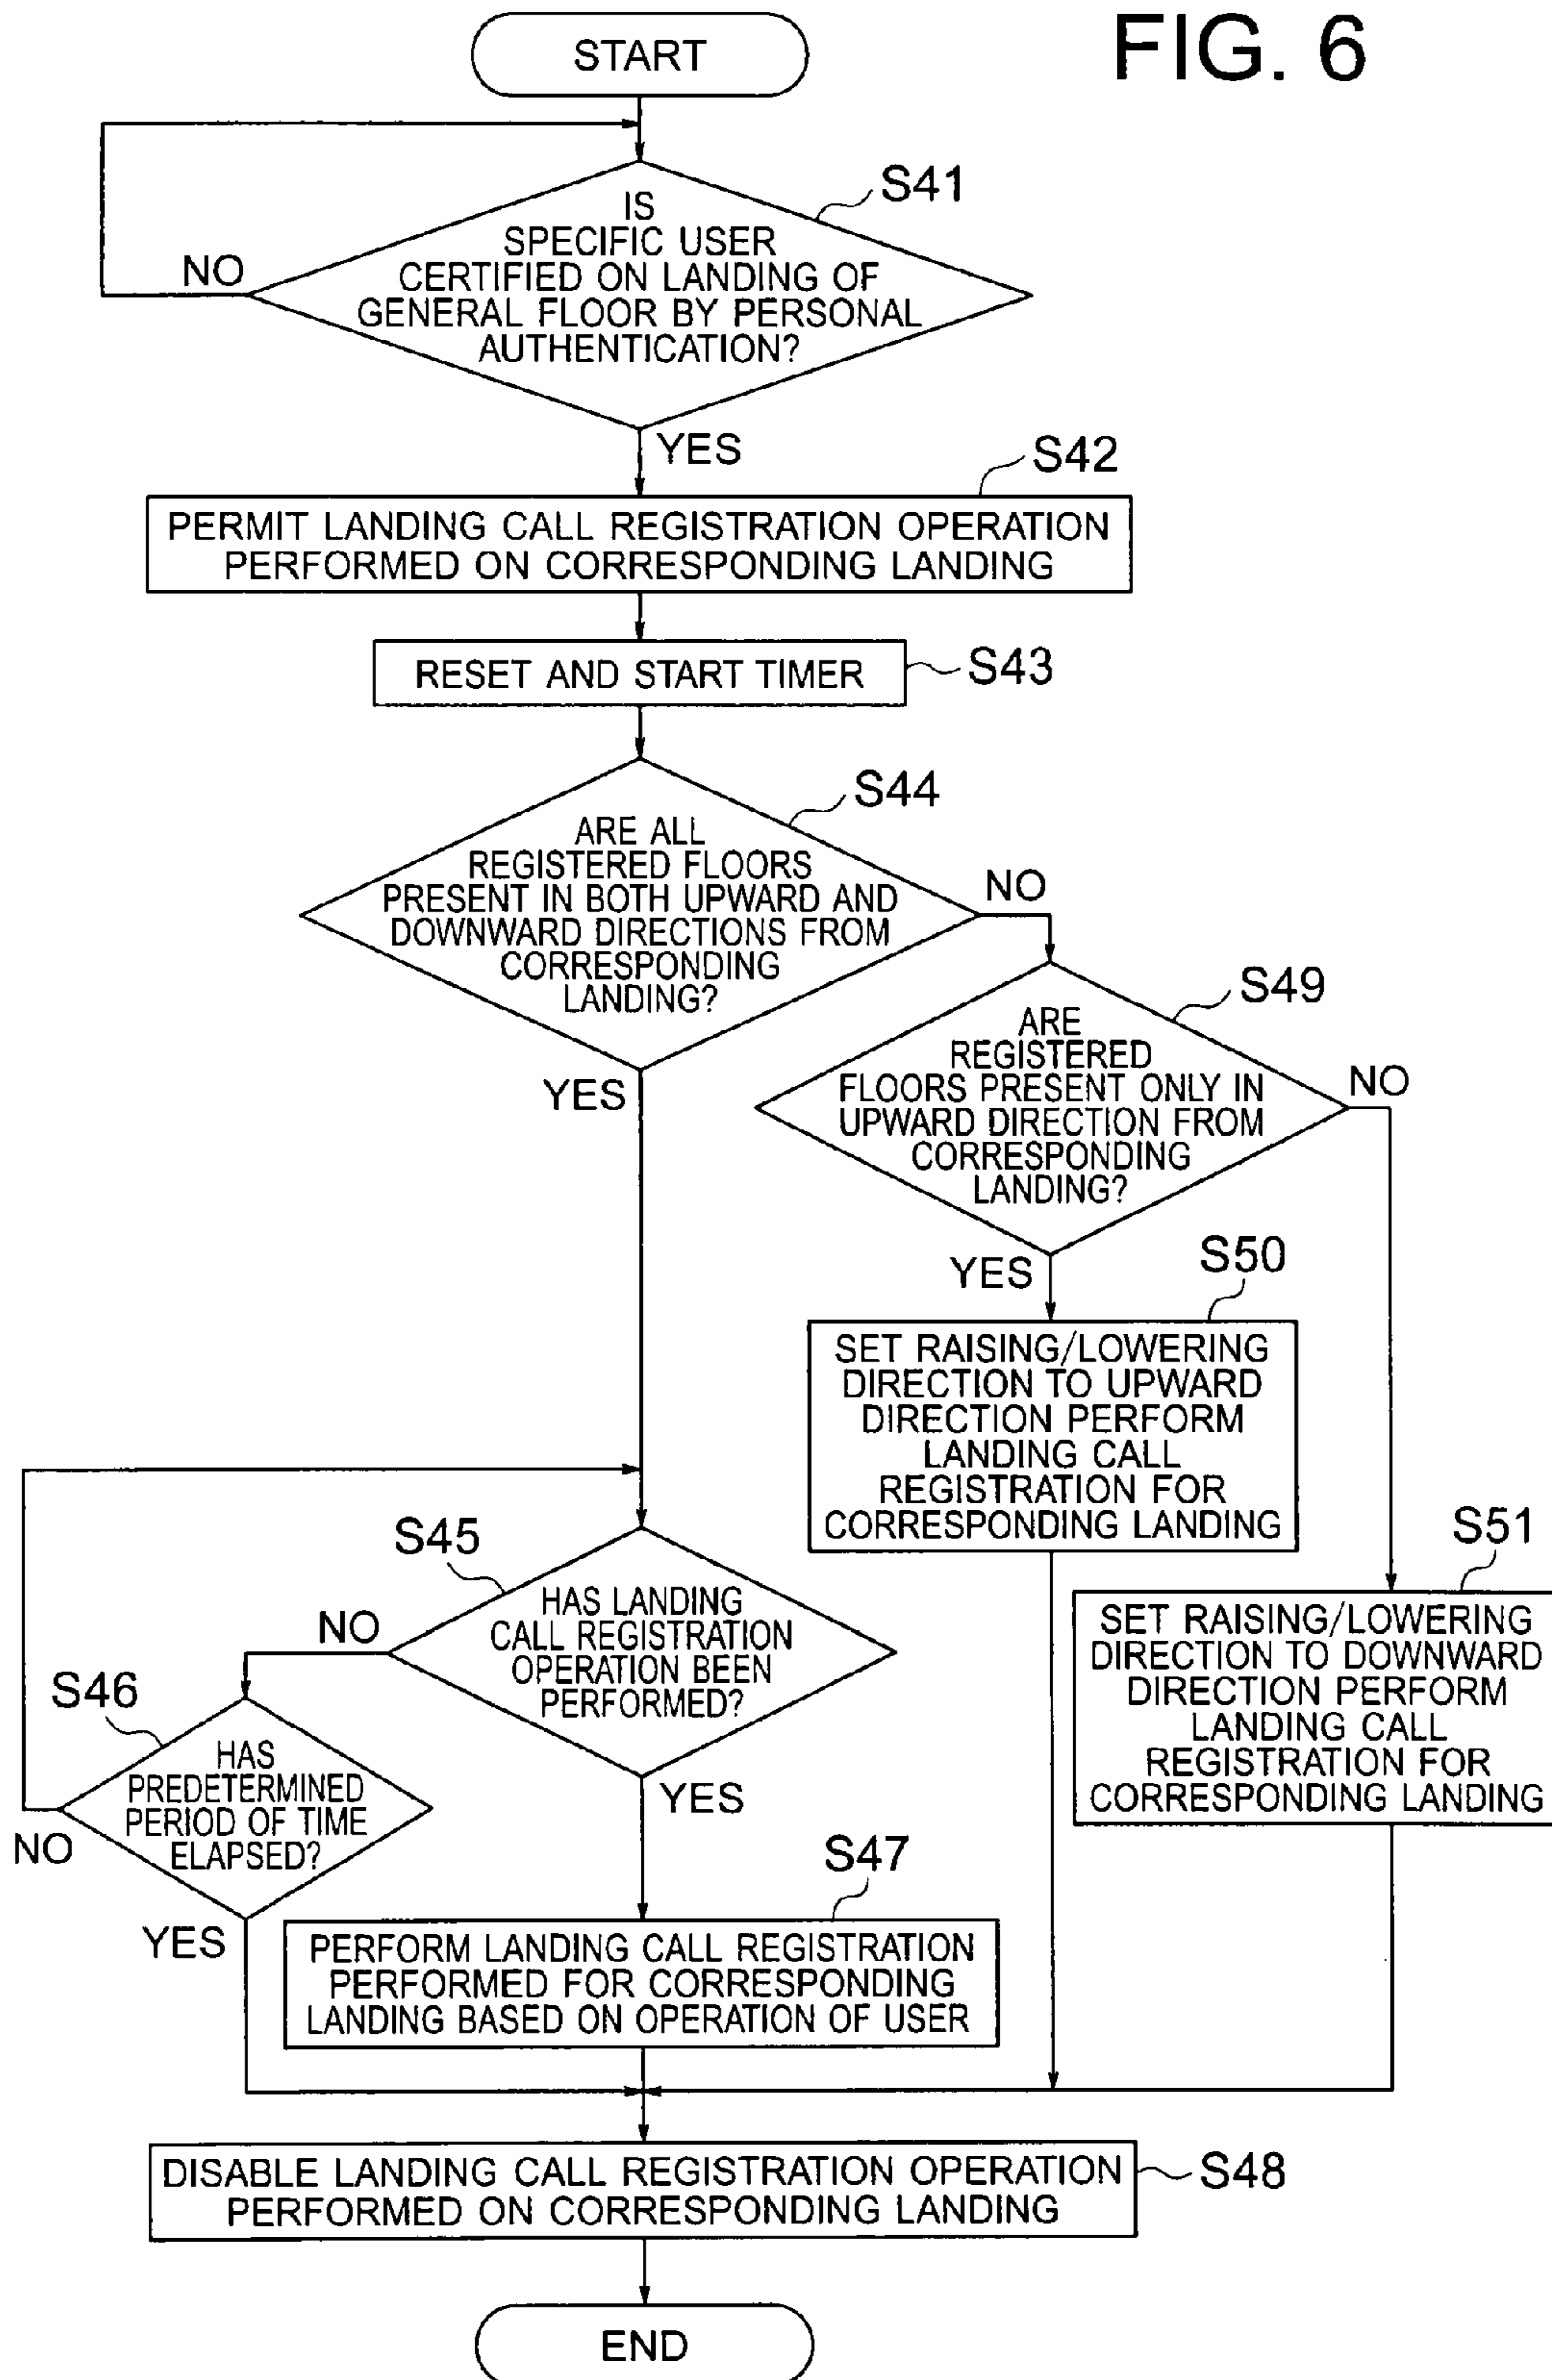 FIG. 6
START
S41
IS
SPECIFIC USER
CERTIFIED ON LANDING OF
GENERAL FLOOR BY PERSONAL
AUTHENTICATION?
NO
YES
S42
PERMIT LANDING CALL REGISTRATION OPERATION
PERFORMED ON CORRESPONDING LANDING
RESET AND START TIMER
S43
S44
ARE ALL
REGISTERED FLOORS
PRESENT IN BOTH UPWARD AND
DOWNWARD DIRECTIONS FROM
CORRESPONDING
LANDING?
NO
YES
S49
ARE
REGISTERED
FLOORS PRESENT ONLY IN
UPWARD DIRECTION FROM
CORRESPONDING
LANDING?
NO
YES
S50
SET RAISING/LOWERING
DIRECTION TO UPWARD
DIRECTION PERFORM
LANDING CALL
REGISTRATION FOR
CORRESPONDING LANDING
S51
SET RAISING/LOWERING
DIRECTION TO DOWNWARD
DIRECTION PERFORM
LANDING CALL
REGISTRATION FOR
CORRESPONDING LANDING
S45
HAS LANDING
CALL REGISTRATION
OPERATION BEEN
PERFORMED?
NO
YES
S46
HAS
PREDETERMINED
PERIOD OF TIME
ELAPSED?
NO
YES
S47
PERFORM LANDING CALL REGISTRATION
PERFORMED FOR CORRESPONDING
LANDING BASED ON OPERATION OF USER
DISABLE LANDING CALL REGISTRATION OPERATION
PERFORMED ON CORRESPONDING LANDING
S48
END